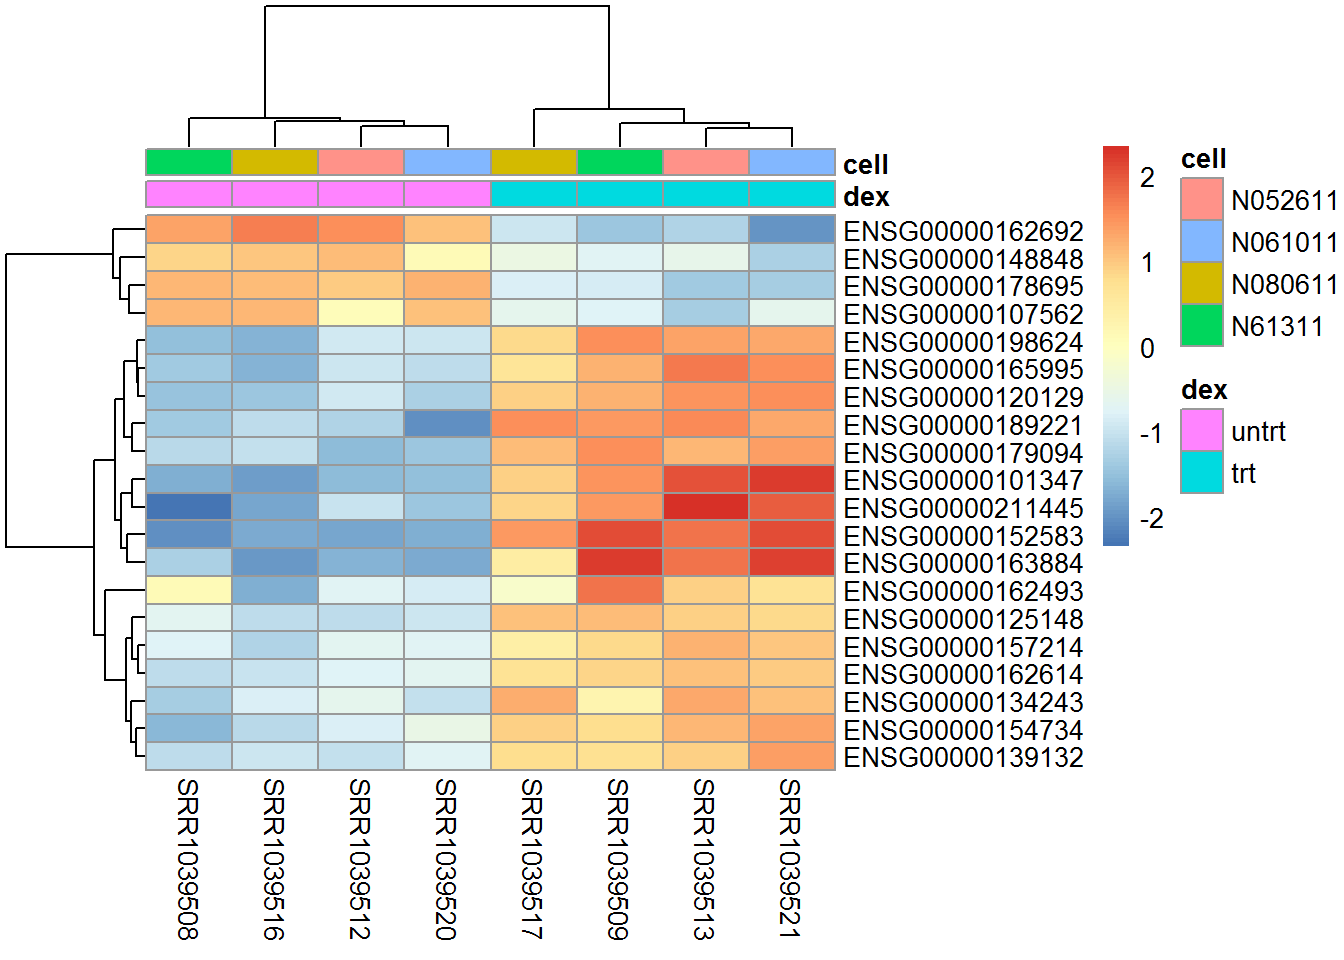 cell
dex
ENSG00000162692
ENSG00000148848
ENSG00000178695
ENSG00000107562
ENSG00000198624
ENSG00000165995
ENSG00000120129
ENSG00000189221
ENSG00000179094
ENSG00000101347
ENSG00000211445
ENSG00000152583
ENSG00000163884
ENSG00000162493
ENSG00000125148
ENSG00000157214
ENSG00000162614
ENSG00000134243
ENSG00000154734
ENSG00000139132
SRR1039508
SRR1039516
SRR1039512
SRR1039520
SRR1039517
SRR1039509
SRR1039513
SRR1039521
2
1
0
-1
-2
cell
N052611
N061011
N080611
N61311
dex
untrt
trt